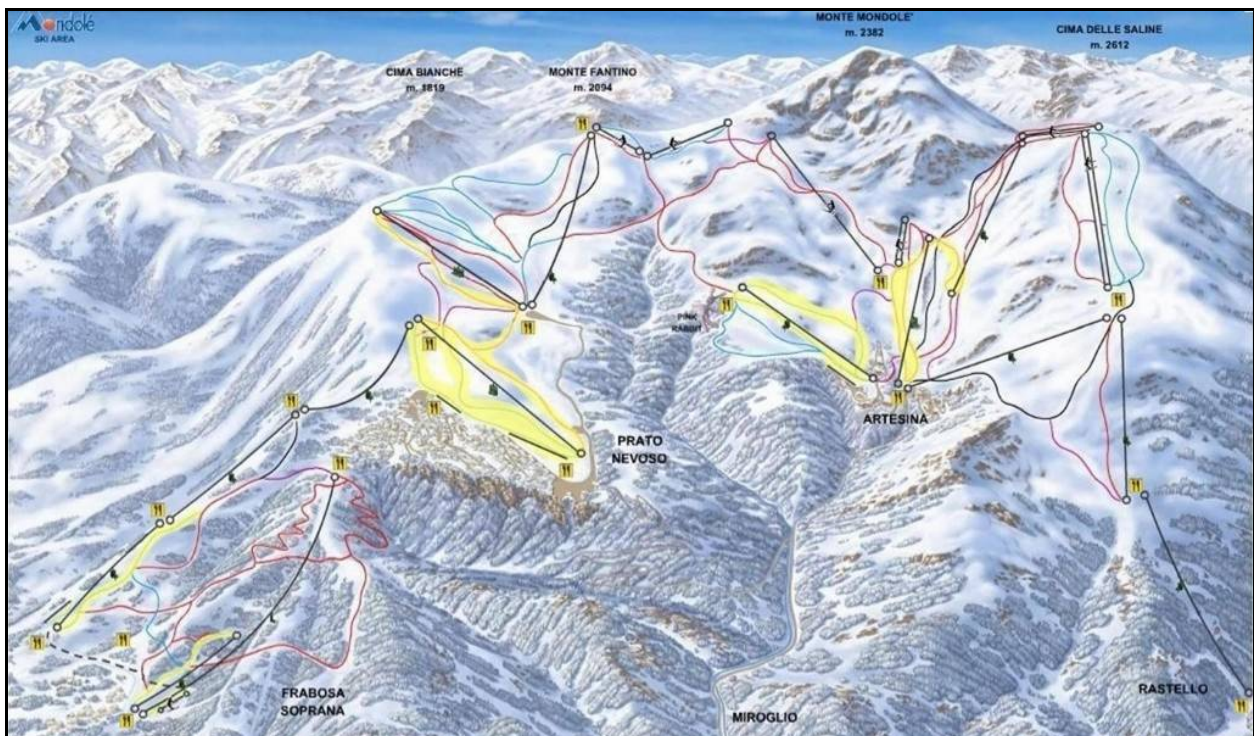 Mondolé
SKI AREA
MONTE MONDOLE'
m. 2382
CIMA DELLE SALINE
m. 2612
CIMA BIANCHE
m. 1819
MONTE FANTINO
m. 2094
PINK
RABBIT
ARTESINA
PRATO
NEVOSO
FRABOSA
SOPRANA
MIROGLIO
RASTELLO